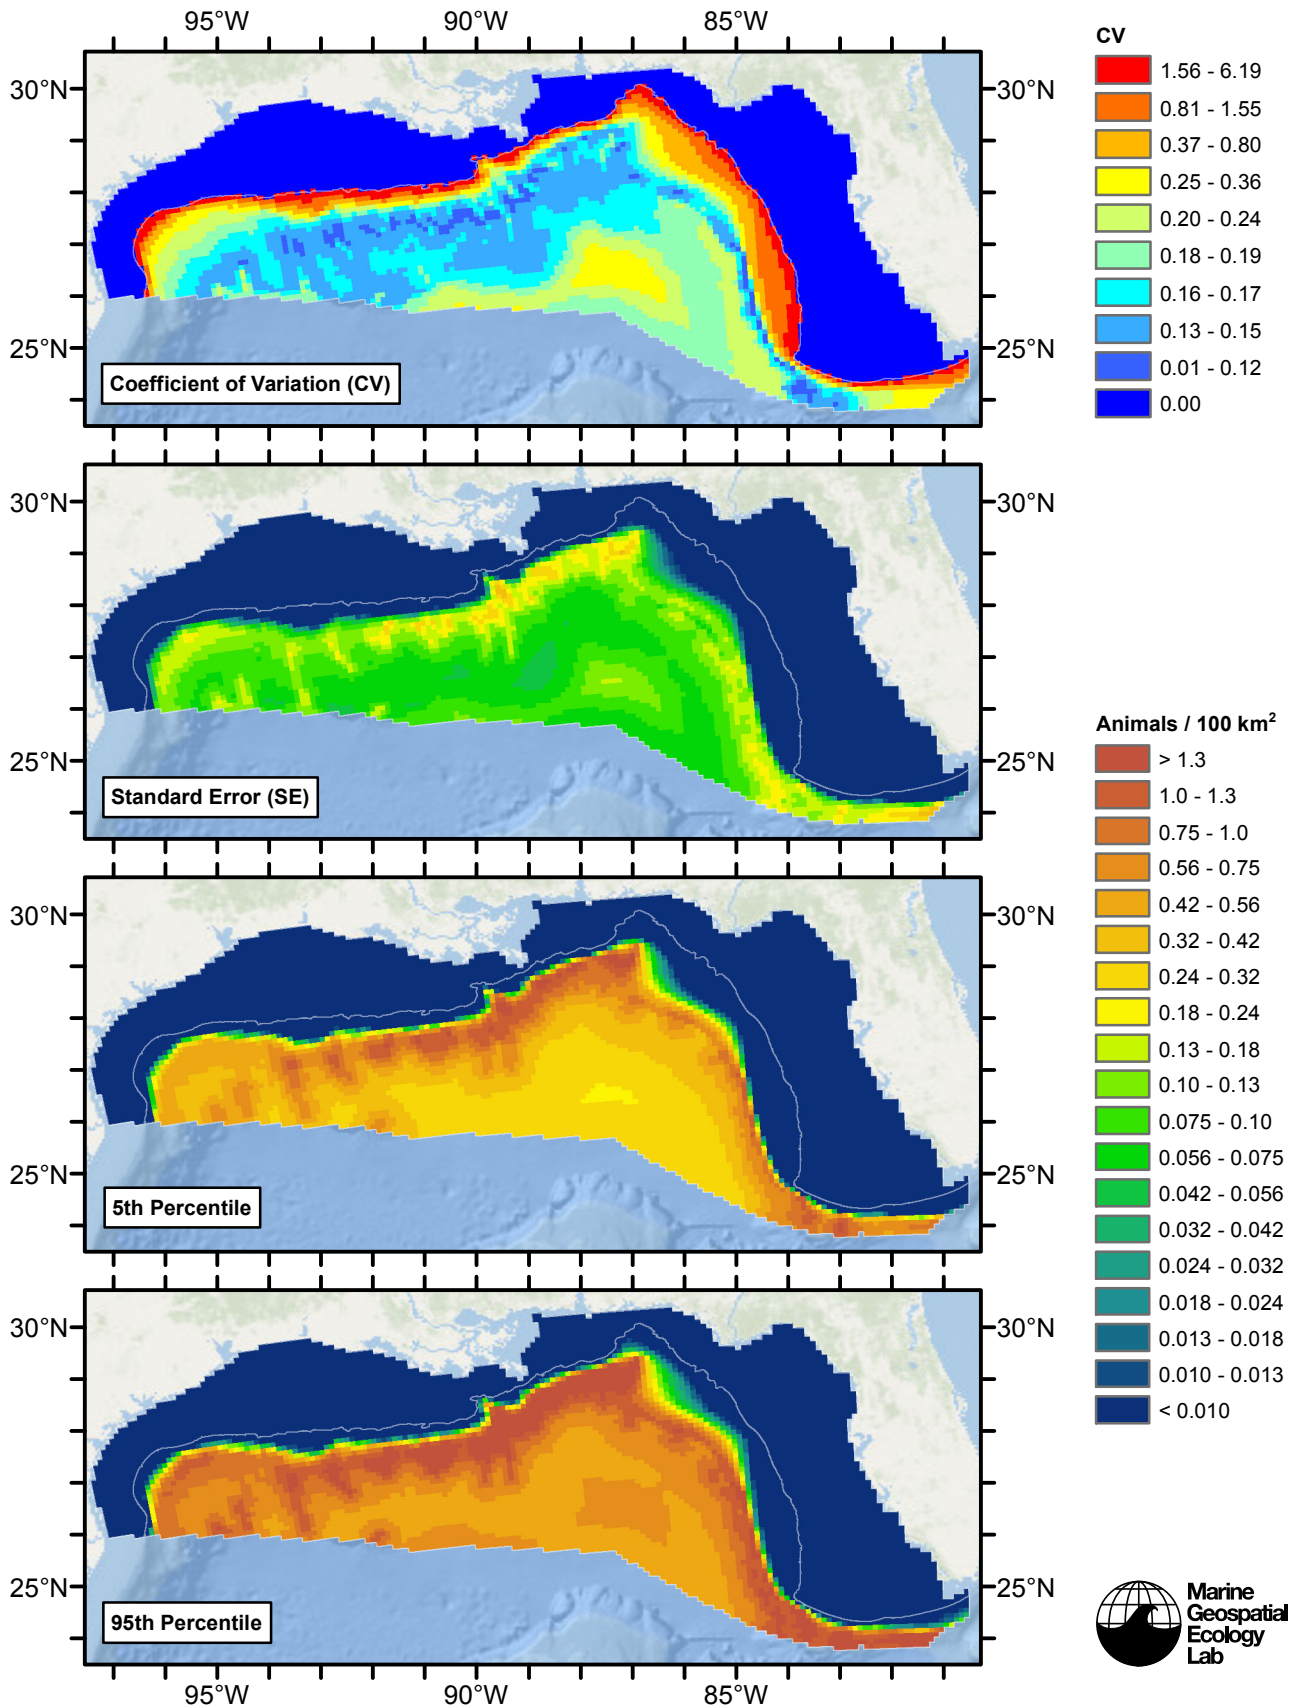 95°W 90°W 85°W
30°N 30°N
25°N 25°N
Coefficient of Variation (CV)
CV
1.56 - 6.19
0.81 - 1.55
0.37 - 0.80
0.25 - 0.36
0.20 - 0.24
0.18 - 0.19
0.16 - 0.17
0.13 - 0.15
0.01 - 0.12
0.00
30°N 30°N
25°N 25°N
Standard Error (SE)
30°N 30°N
25°N 25°N
5th Percentile
30°N 30°N
25°N 25°N
95th Percentile
95°W 90°W 85°W
Animals / 100 km²
> 1.3
1.0 - 1.3
0.75 - 1.0
0.56 - 0.75
0.42 - 0.56
0.32 - 0.42
0.24 - 0.32
0.18 - 0.24
0.13 - 0.18
0.10 - 0.13
0.075 - 0.10
0.056 - 0.075
0.042 - 0.056
0.032 - 0.042
0.024 - 0.032
0.018 - 0.024
0.013 - 0.018
0.010 - 0.013
< 0.010
Marine
Geospatial
Ecology
Lab